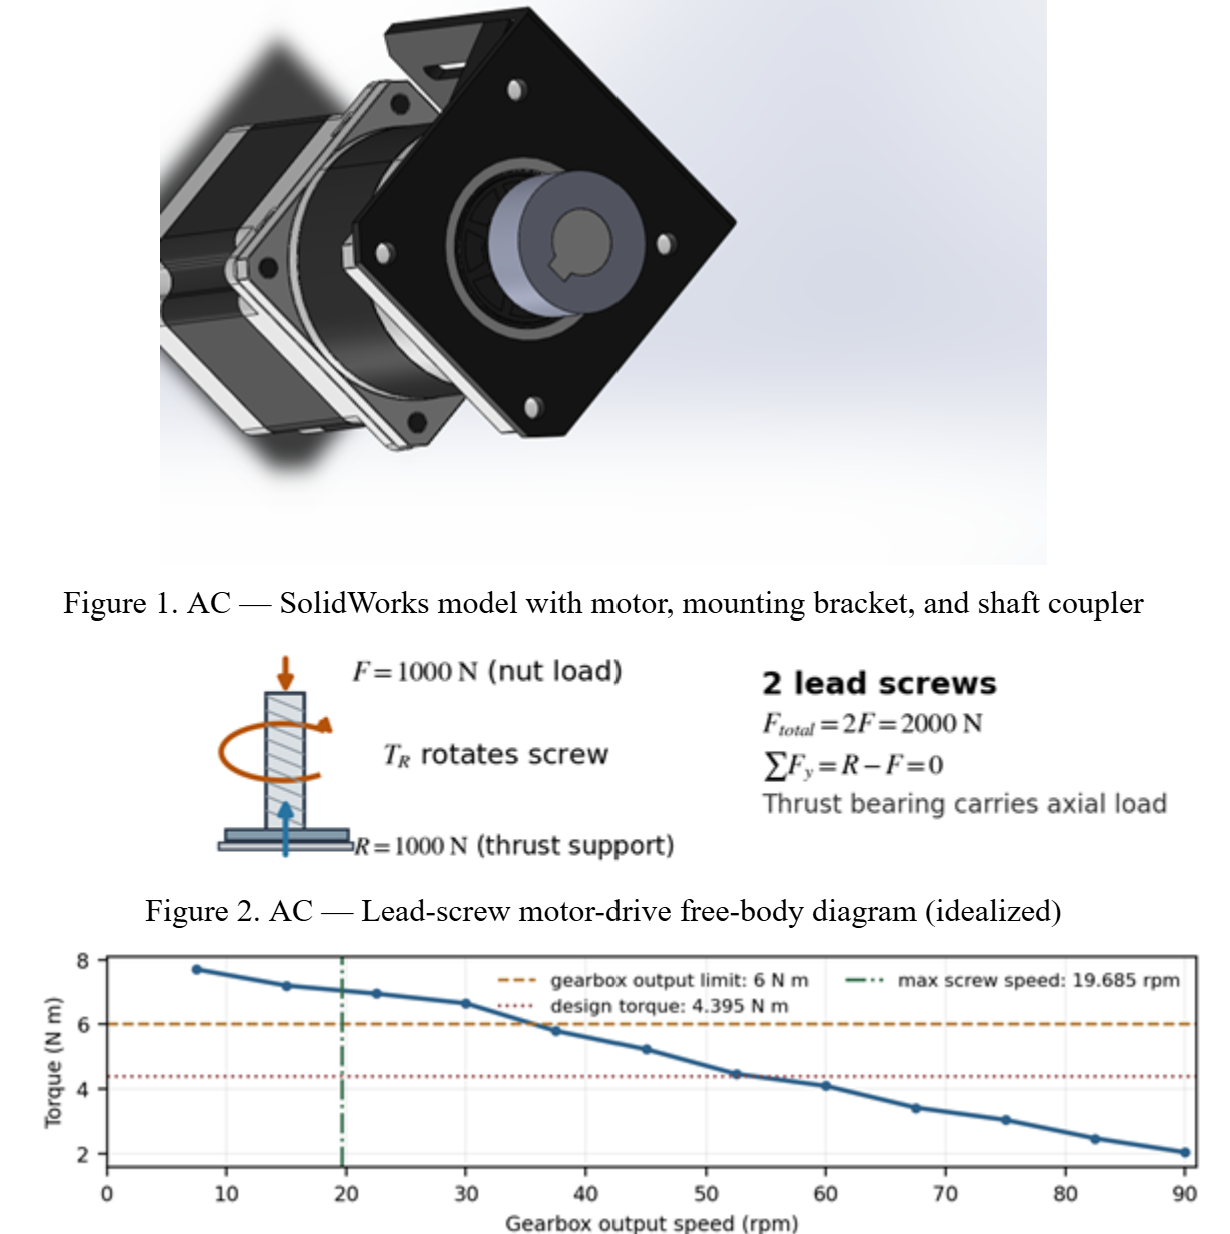 Figure 1. AC — SolidWorks model with motor, mounting bracket, and shaft coupler
F = 1000 N (nut load)
T_R rotates screw
R = 1000 N (thrust support)
2 lead screws
F_total = 2F = 2000 N
∑F_y = R − F = 0
Thrust bearing carries axial load
Figure 2. AC — Lead-screw motor-drive free-body diagram (idealized)
gearbox output limit: 6 N m
design torque: 4.395 N m
max screw speed: 19.685 rpm
Torque (N m)
8
6
4
2
0 10 20 30 40 50 60 70 80 90
Gearbox output speed (rpm)